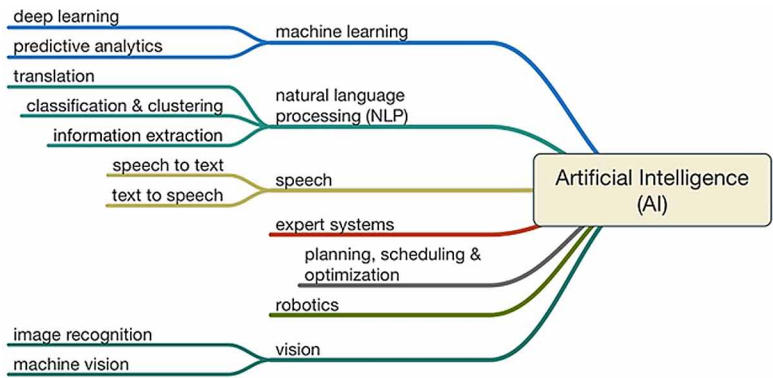 deep learning
predictive analytics
machine learning
translation
classification & clustering
information extraction
natural language
processing (NLP)
speech to text
text to speech
speech
expert systems
planning, scheduling &
optimization
robotics
image recognition
machine vision
vision
Artificial Intelligence
(AI)